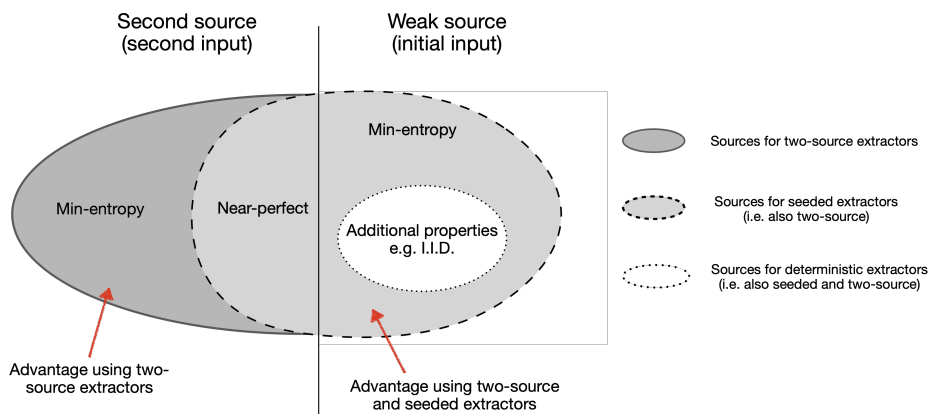 Second source
(second input)
Weak source
(initial input)
Min-entropy
Near-perfect
Min-entropy
Additional properties
e.g. I.I.D.
Sources for two-source extractors
Sources for seeded extractors
(i.e. also two-source)
Sources for deterministic extractors
(i.e. also seeded and two-source)
Advantage using two-
source extractors
Advantage using two-source
and seeded extractors